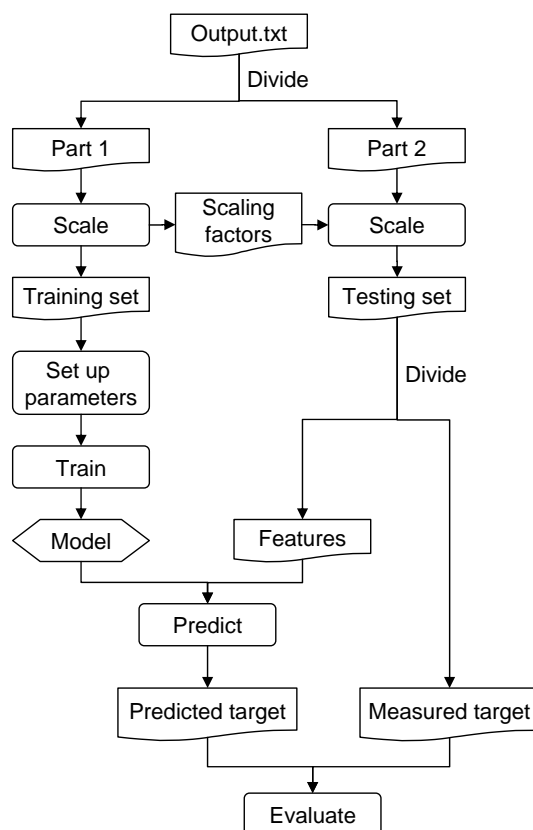 Output.txt
Divide
Part 1
Part 2
Scale
Scaling
factors
Scale
Training set
Testing set
Set up
parameters
Divide
Train
Model
Features
Predict
Predicted target
Measured target
Evaluate